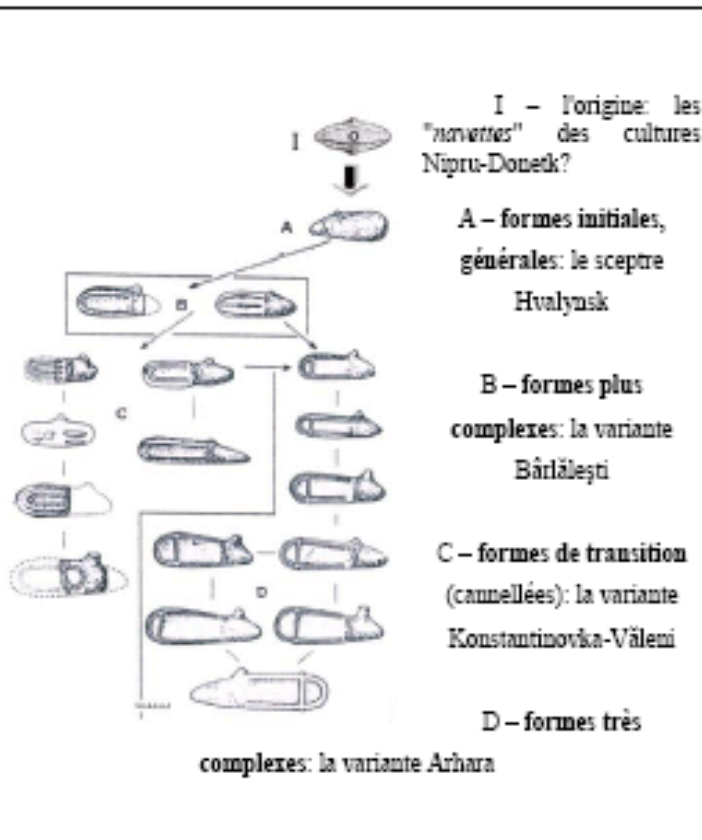 I – l'origine: les
"navettes" des cultures
Nipru-Donetk?
I
A – formes initiales,
générales: le sceptre
Hvalynsk
A
B
B – formes plus
complexes: la variante
Bârlăleşti
C
C – formes de transition
(cannellées): la variante
Konstantinovka-Văleni
D
D – formes très
complexes: la variante Arhara